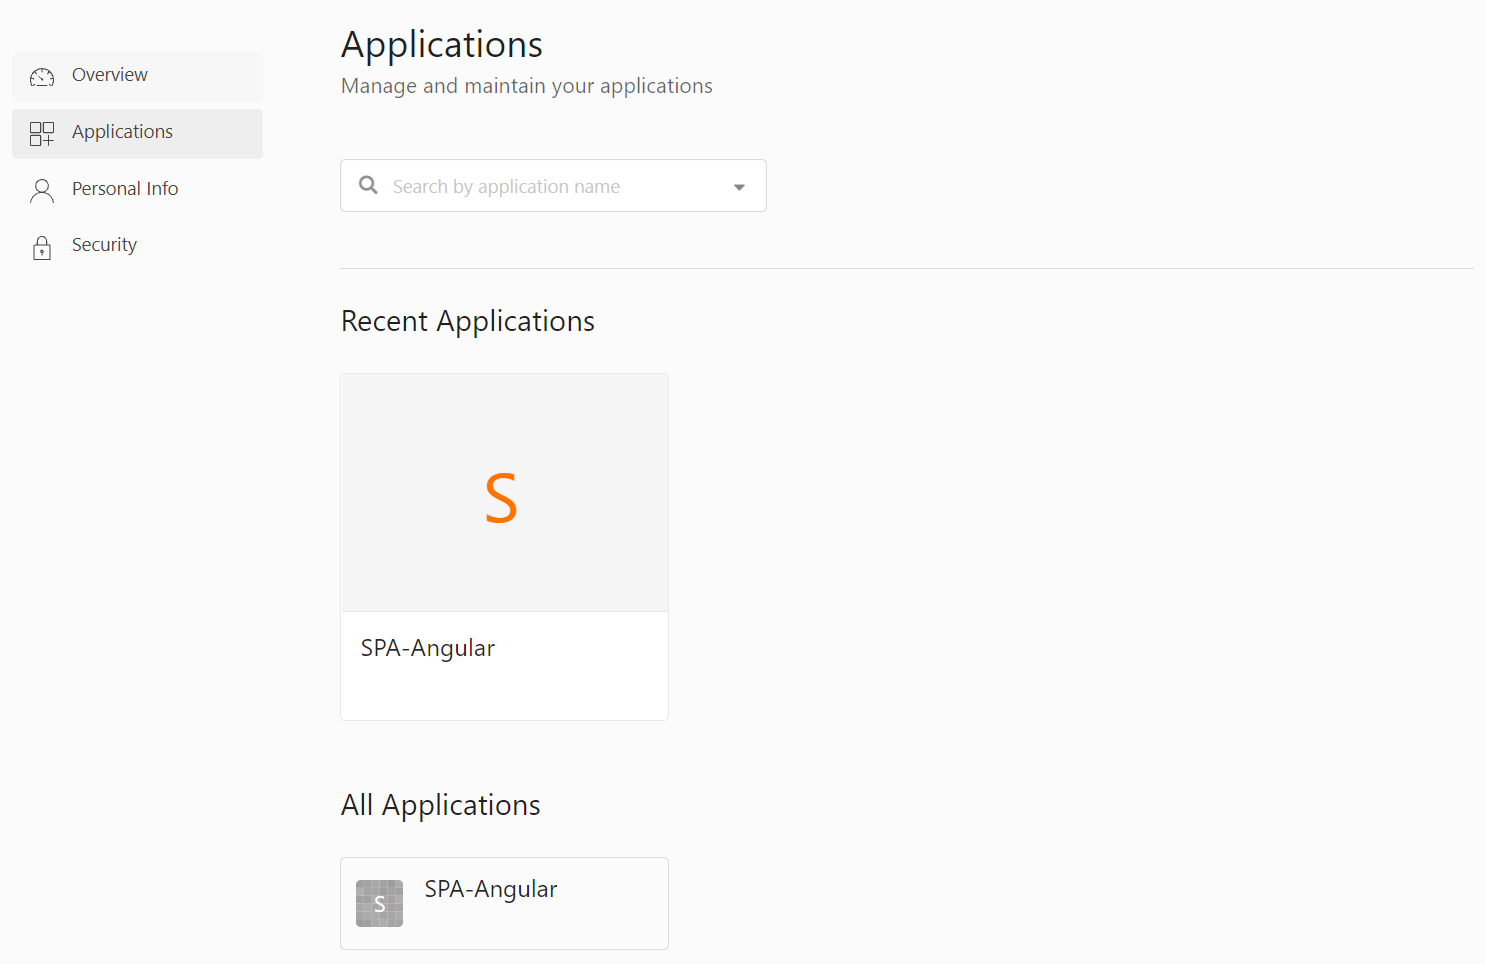 Overview
Applications
Personal Info
Security
Applications
Manage and maintain your applications
Search by application name
Recent Applications
S
SPA-Angular
All Applications
S
SPA-Angular